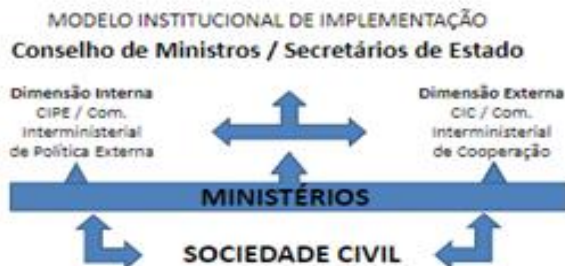 MODELO INSTITUCIONAL DE IMPLEMENTAÇÃO
Conselho de Ministros / Secretários de Estado
Dimensão Interna
CIPE / Com.
Interministerial
de Política Externa
Dimensão Externa
CIC / Com.
Interministerial
de Cooperação
MINISTÉRIOS
SOCIEDADE CIVIL